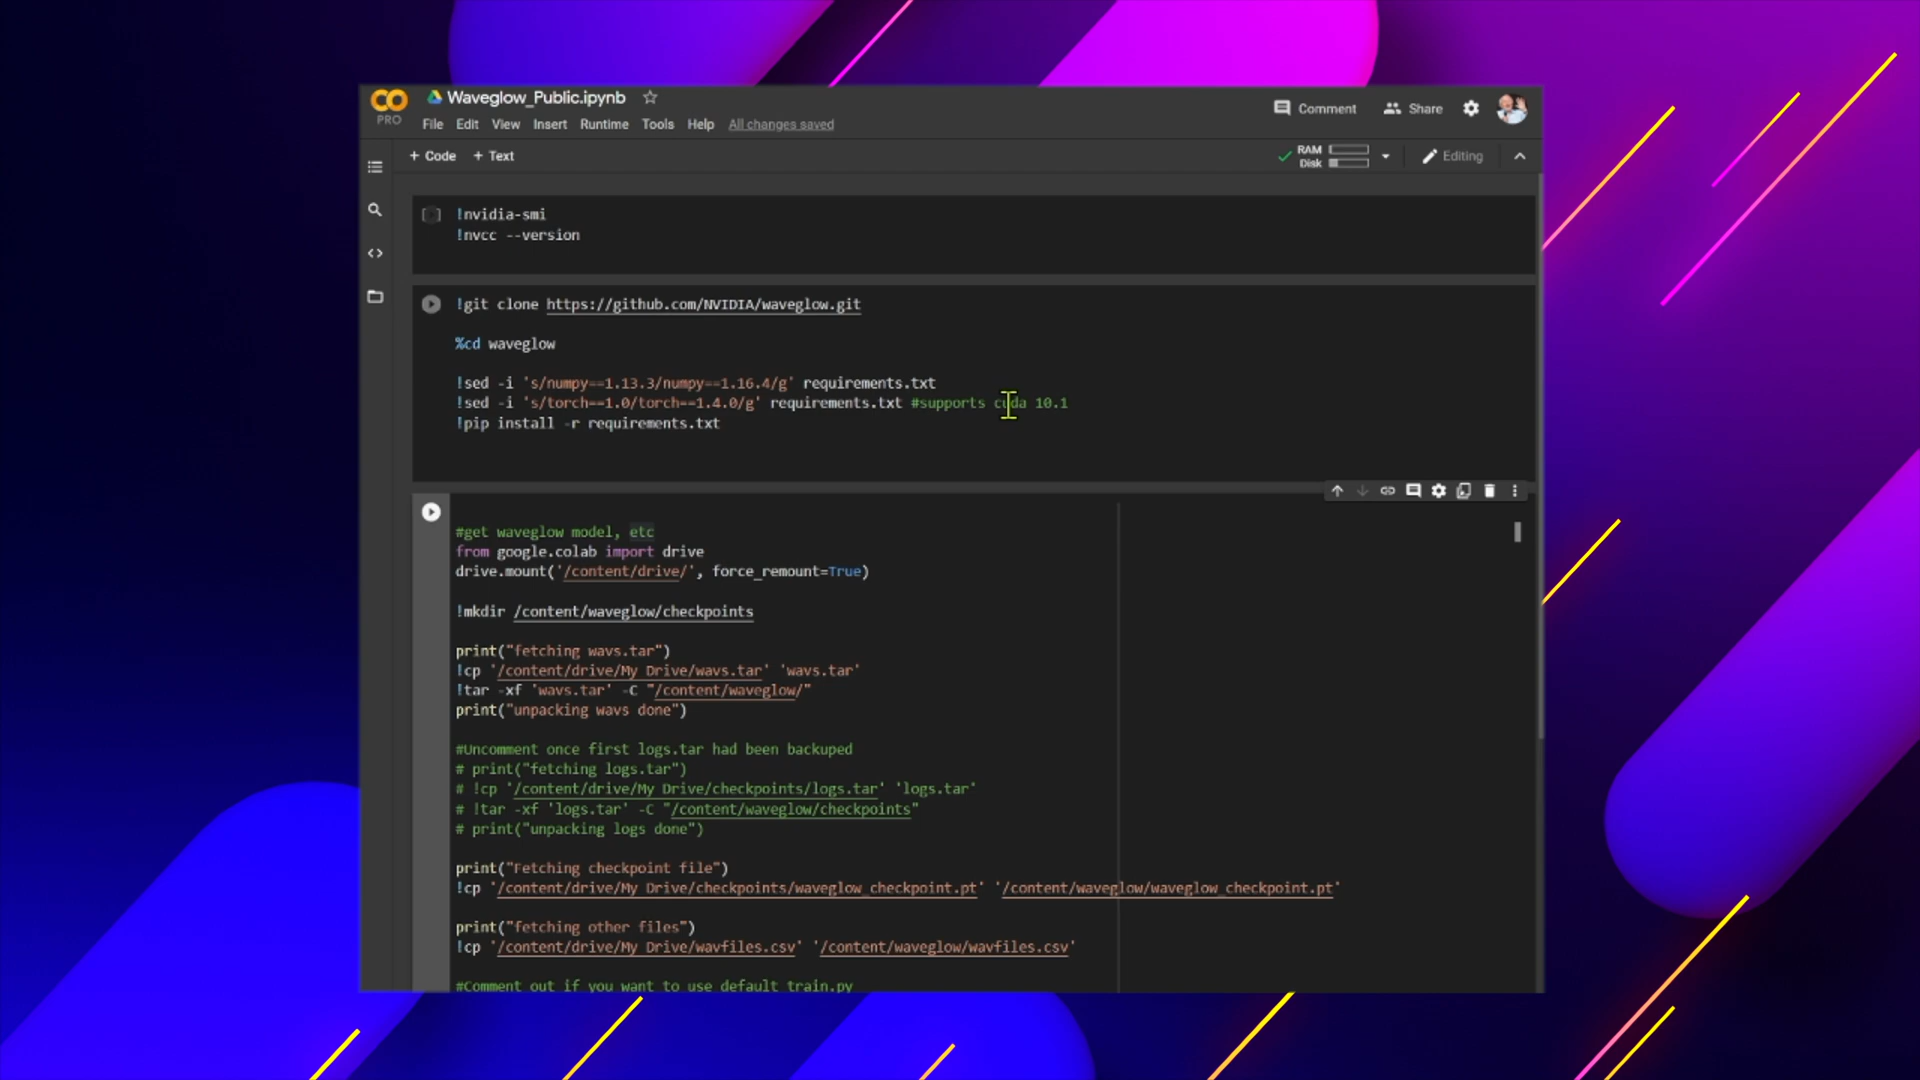 CO
PRO
Waveglow_Public.ipynb
File Edit View Insert Runtime Tools Help All changes saved
Comment Share
+ Code + Text
RAM
Disk
Editing
!nvidia-smi
!nvcc --version
!git clone https://github.com/NVIDIA/waveglow.git
%cd waveglow
!sed -i 's/numpy==1.13.3/numpy==1.16.4/g' requirements.txt
!sed -i 's/torch==1.0/torch==1.4.0/g' requirements.txt #supports cuda 10.1
!pip install -r requirements.txt
#get waveglow model, etc
from google.colab import drive
drive.mount('/content/drive/', force_remount=True)
!mkdir /content/waveglow/checkpoints
print("fetching wavs.tar")
!cp '/content/drive/My Drive/wavs.tar' 'wavs.tar'
!tar -xf 'wavs.tar' -C "/content/waveglow/"
print("unpacking wavs done")
#Uncomment once first logs.tar had been backuped
# print("fetching logs.tar")
# !cp '/content/drive/My Drive/checkpoints/logs.tar' 'logs.tar'
# !tar -xf 'logs.tar' -C "/content/waveglow/checkpoints"
# print("unpacking logs done")
print("Fetching checkpoint file")
!cp '/content/drive/My Drive/checkpoints/waveglow_checkpoint.pt' '/content/waveglow/waveglow_checkpoint.pt'
print("fetching other files")
!cp '/content/drive/My Drive/wavfiles.csv' '/content/waveglow/wavfiles.csv'
#Comment out if you want to use default train.py